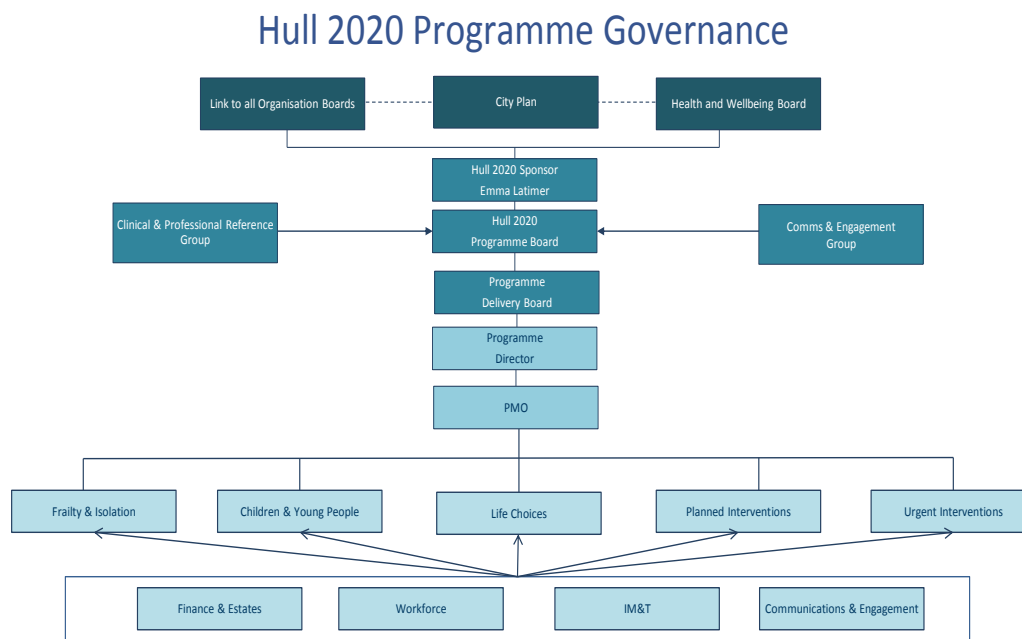 Hull 2020 Programme Governance
Link to all Organisation Boards
City Plan
Health and Wellbeing Board
Hull 2020 Sponsor
Emma Latimer
Clinical & Professional Reference
Group
Hull 2020
Programme Board
Comms & Engagement
Group
Programme
Delivery Board
Programme
Director
PMO
Frailty & Isolation
Children & Young People
Life Choices
Planned Interventions
Urgent Interventions
Finance & Estates
Workforce
IM&T
Communications & Engagement